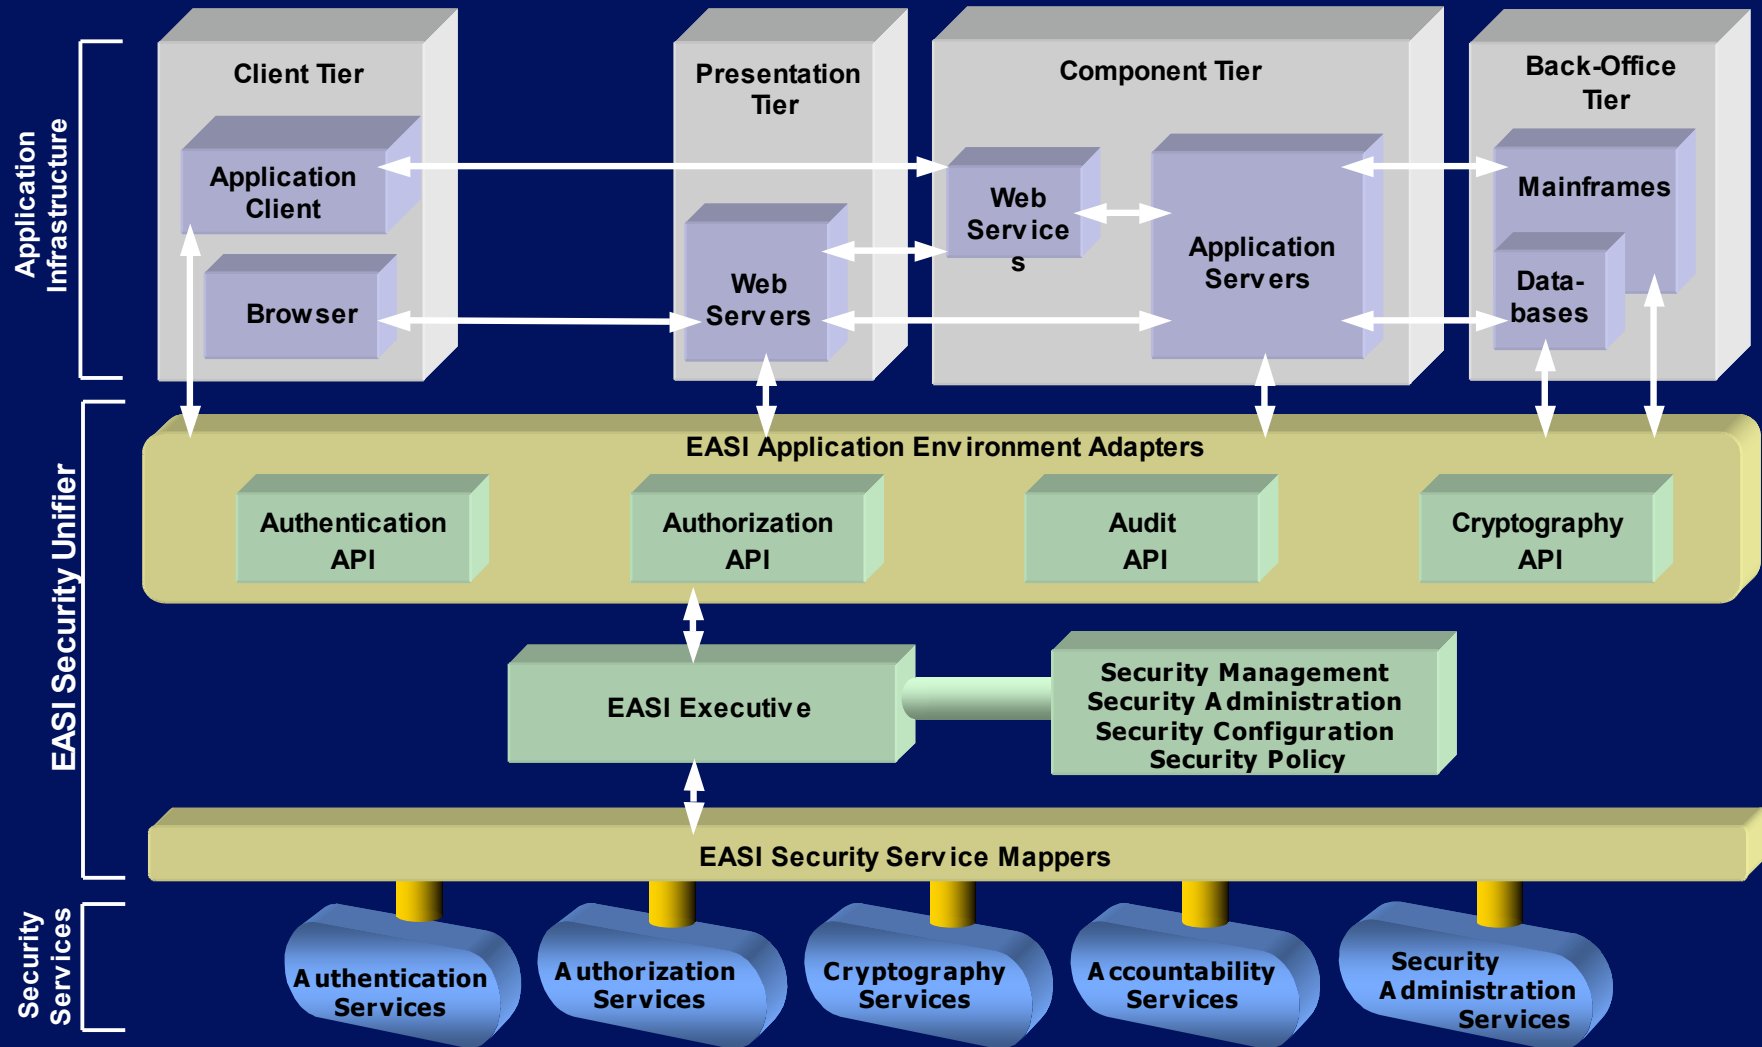 Application
Infrastructure
Client Tier
Application
Client
Browser
Presentation
Tier
Web
Servers
Component Tier
Web
Service
s
Application
Servers
Back-Office
Tier
Mainframes
Data-
bases
EASI Security Unifier
EASI Application Environment Adapters
Authentication
API
Authorization
API
Audit
API
Cryptography
API
EASI Executive
Security Management
Security Administration
Security Configuration
Security Policy
EASI Security Service Mappers
Security
Services
Authentication
Services
Authorization
Services
Cryptography
Services
Accountability
Services
Security
Administration
Services